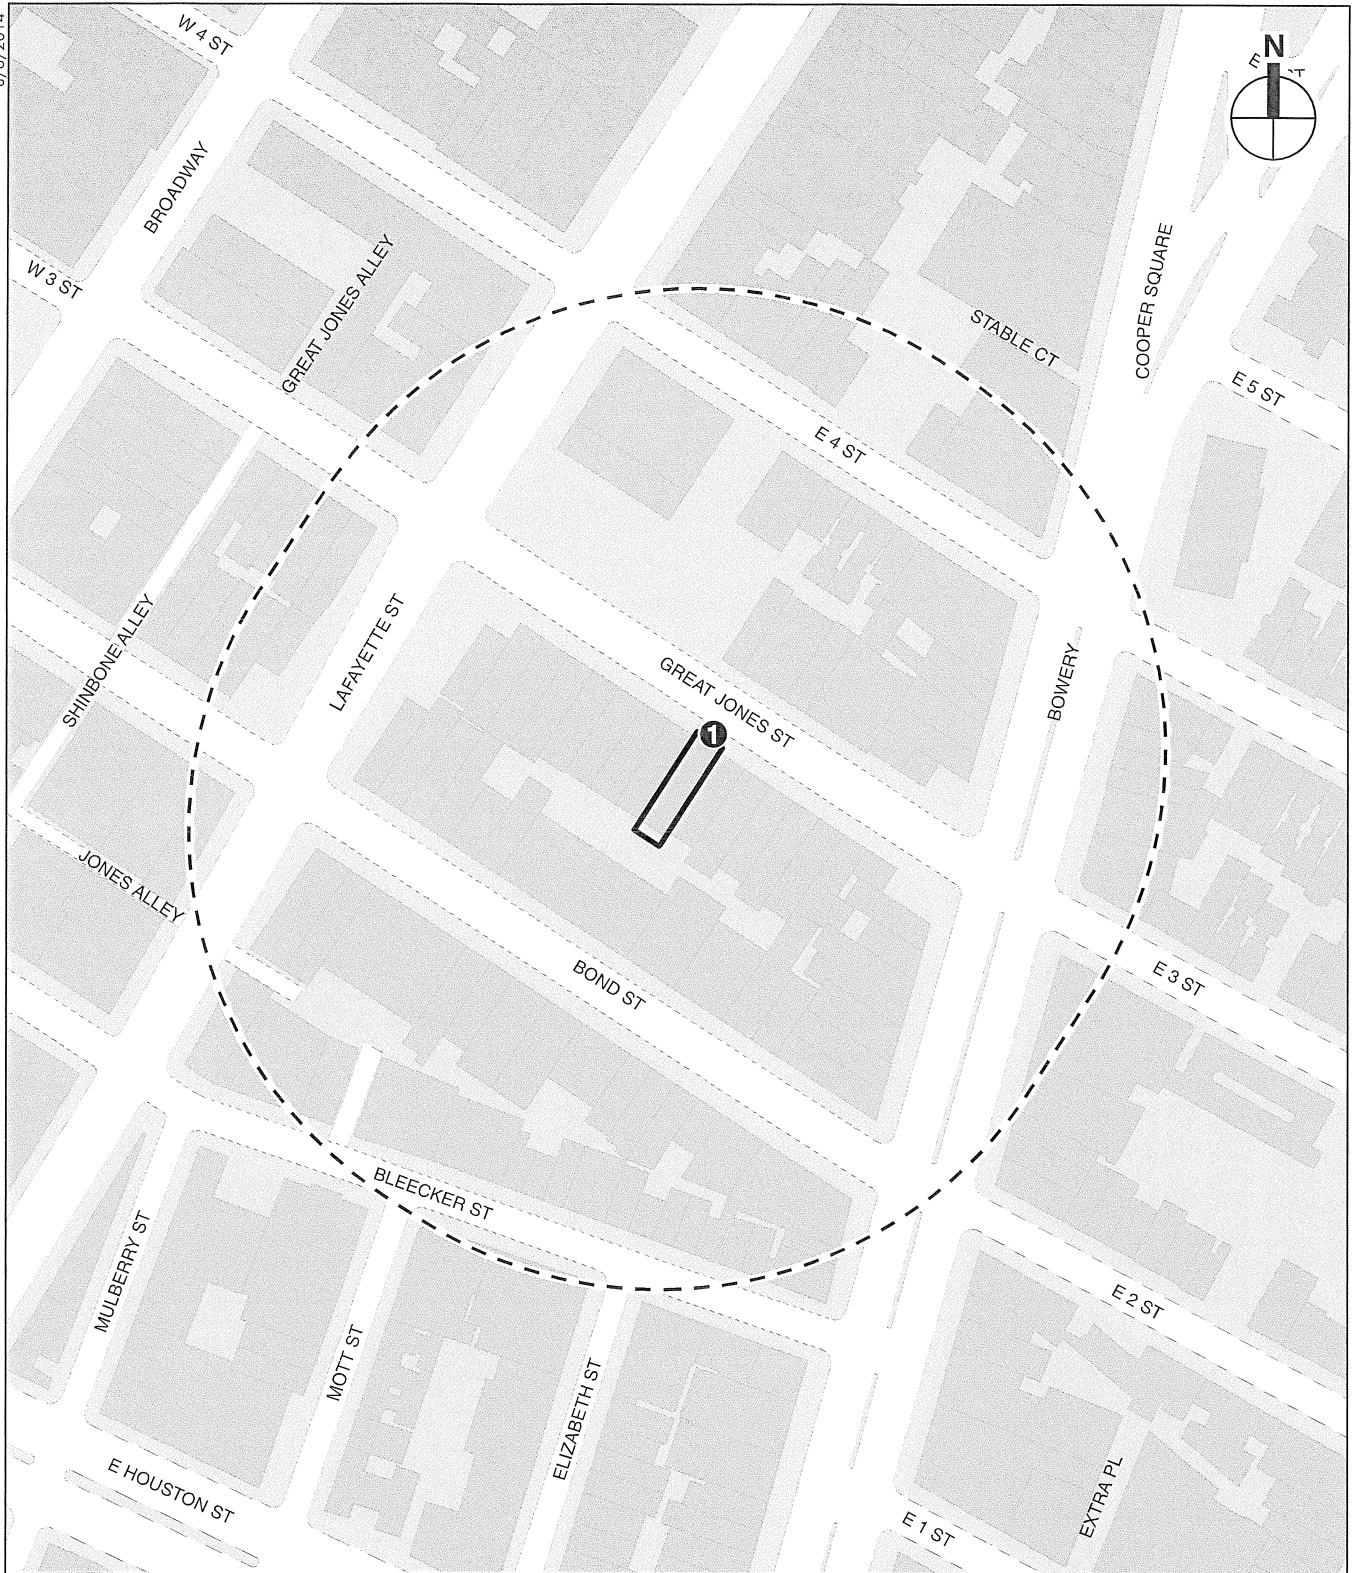 W 4 ST
N
E
BROADWAY
COOPER SQUARE
W 3 ST
GREAT JONES ALLEY
STABLE CT
E 5 ST
E 4 ST
SHINBONE ALLEY
LAFAYETTE ST
GREAT JONES ST
BOWERY
1
JONES ALLEY
BOND ST
E 3 ST
BLEECKER ST
MULBERRY ST
MOTT ST
ELIZABETH ST
E 2 ST
E HOUSTON ST
EXTRA PL
E 1 ST